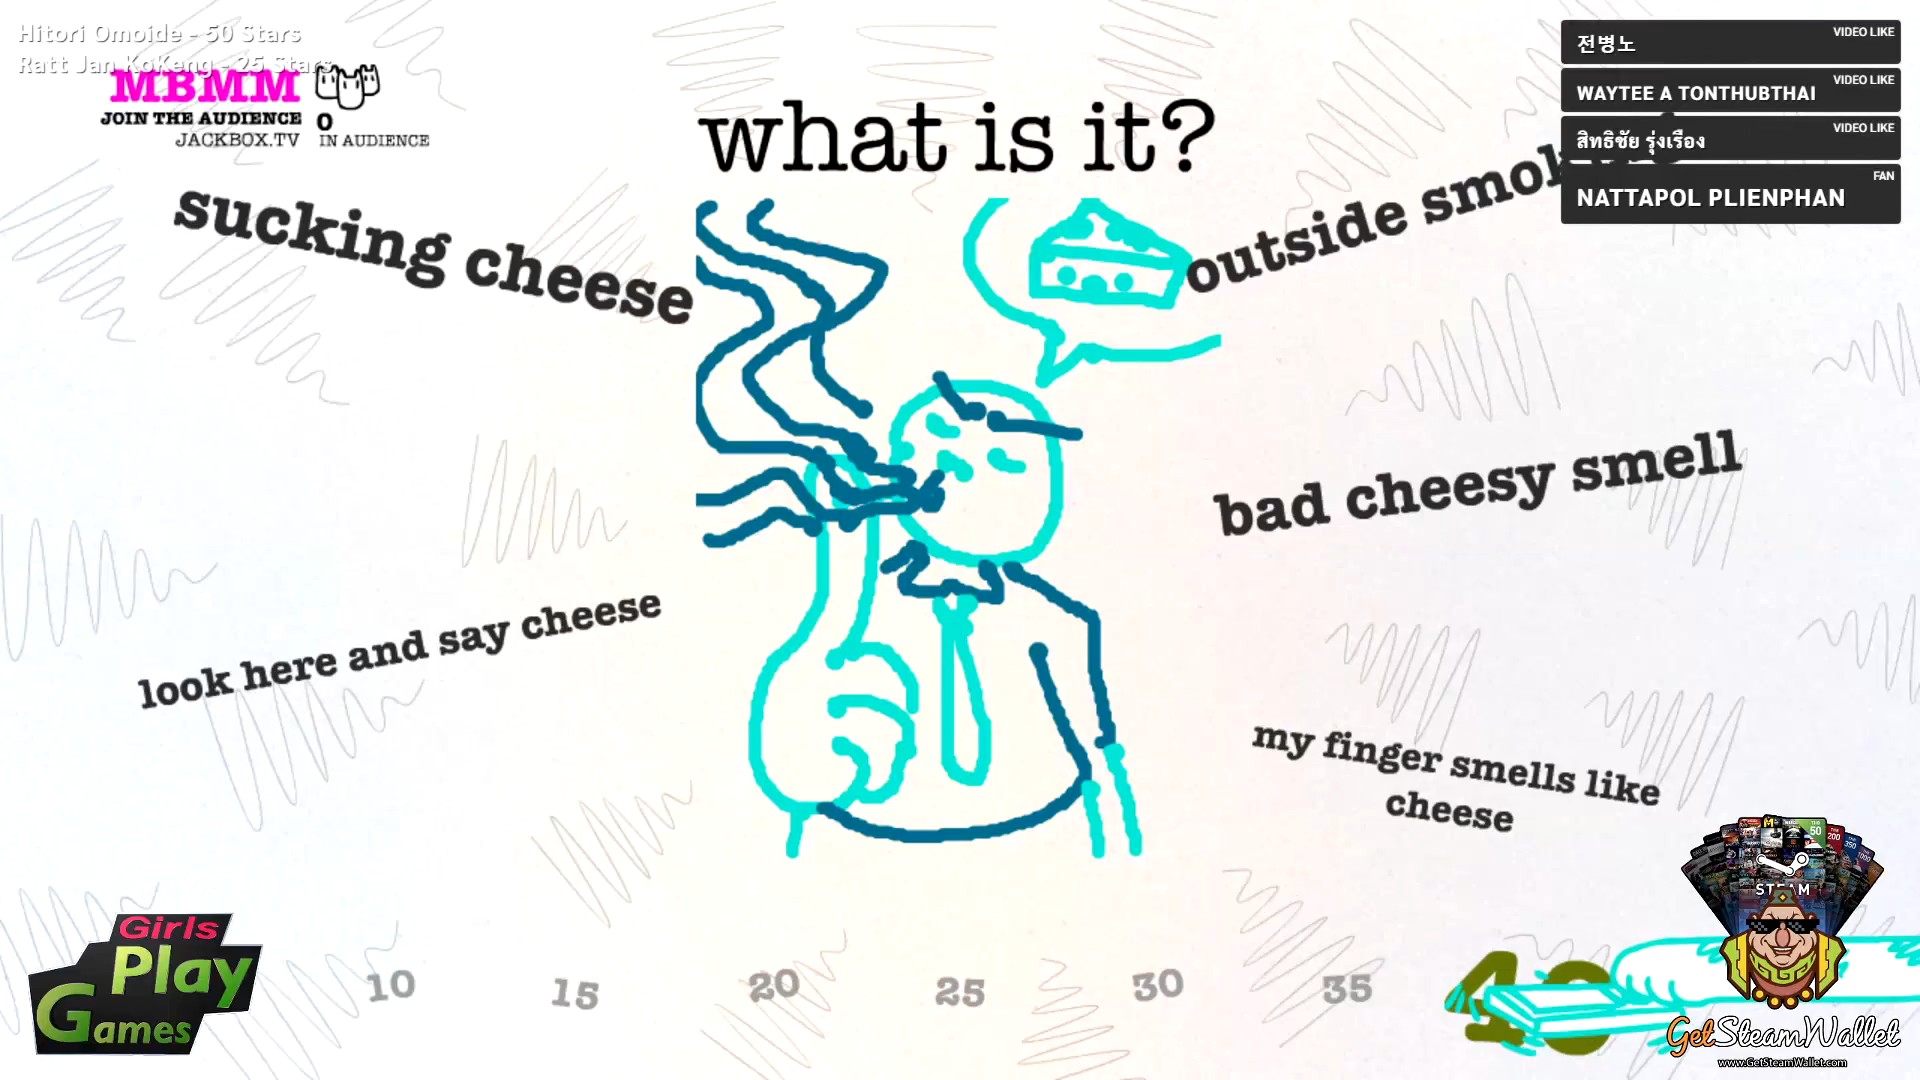 Hitori Omoide - 50 Stars
Ratt Jan KoKeng - 25 Stars
MBMM
JOIN THE AUDIENCE
JACKBOX.TV
0
IN AUDIENCE
what is it?
VIDEO LIKE
전병노
VIDEO LIKE
WAYTEE A TONTHUBTHAI
VIDEO LIKE
สิทธิชัย รุ่งเรือง
FAN
NATTAPOL PLIENPHAN
sucking cheese
outside
bad cheesy smell
look here and say cheese
my finger smells like
cheese
10
15
20
25
30
35
40
Girls
Play
Games
STEAM
GetSteamWallet
www.GetSteamWallet.com